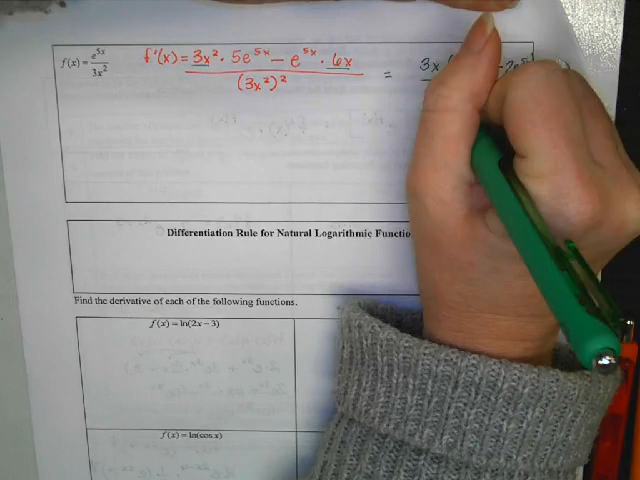 f(x) = e^{5x} / 3x²
f'(x) = 3x² · 5e^{5x} − e^{5x} · 6x / (3x²)² = 3x
Differentiation Rule for Natural Logarithmic
Find the derivative of each of the following functions.
f(x) = ln(2x − 3)
f(x) = ln(cos x)